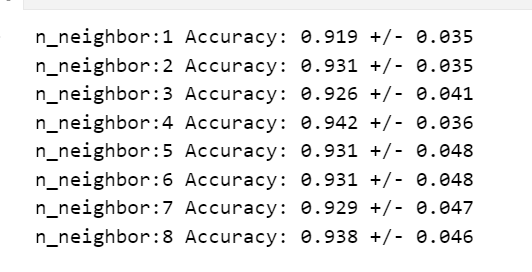 n_neighbor:1 Accuracy: 0.919 +/- 0.035
n_neighbor:2 Accuracy: 0.931 +/- 0.035
n_neighbor:3 Accuracy: 0.926 +/- 0.041
n_neighbor:4 Accuracy: 0.942 +/- 0.036
n_neighbor:5 Accuracy: 0.931 +/- 0.048
n_neighbor:6 Accuracy: 0.931 +/- 0.048
n_neighbor:7 Accuracy: 0.929 +/- 0.047
n_neighbor:8 Accuracy: 0.938 +/- 0.046